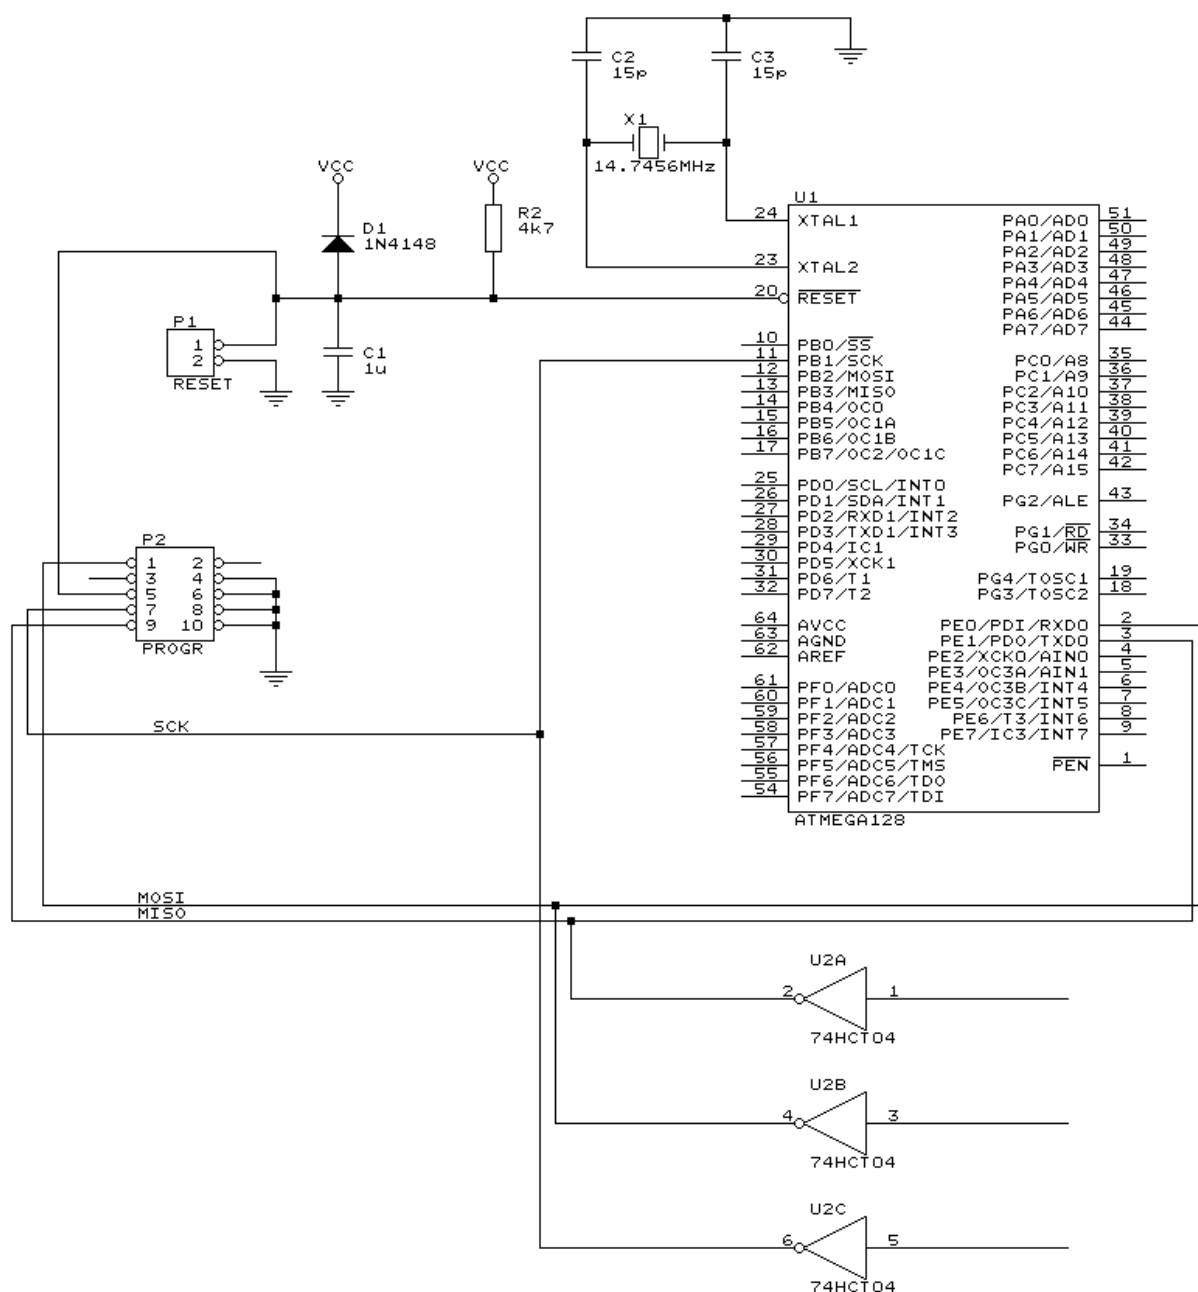 C2
15p
C3
15p
X1
14.7456MHz
VCC
VCC
D1
1N4148
R2
4k7
P1
1
2
RESET
C1
1u
U1
24 XTAL1
23 XTAL2
20 RESET
10 PB0/SS
11 PB1/SCK
12 PB2/MOSI
13 PB3/MISO
14 PB4/OC0
15 PB5/OC1A
16 PB6/OC1B
17 PB7/OC2/OC1C
25 PD0/SCL/INT0
26 PD1/SDA/INT1
27 PD2/RXD1/INT2
28 PD3/TXD1/INT3
29 PD4/IC1
30 PD5/XCK1
31 PD6/T1
32 PD7/T2
64 AVCC
63 AGND
62 AREF
61 PF0/ADC0
60 PF1/ADC1
59 PF2/ADC2
58 PF3/ADC3
57 PF4/ADC4/TCK
56 PF5/ADC5/TMS
55 PF6/ADC6/TDO
54 PF7/ADC7/TDI
PA0/AD0 51
PA1/AD1 50
PA2/AD2 49
PA3/AD3 48
PA4/AD4 47
PA5/AD5 46
PA6/AD6 45
PA7/AD7 44
PC0/A8 35
PC1/A9 36
PC2/A10 37
PC3/A11 38
PC4/A12 39
PC5/A13 40
PC6/A14 41
PC7/A15 42
PG2/ALE 43
PG1/RD 34
PG0/WR 33
PG4/TOSC1 19
PG3/TOSC2 18
PE0/PDI/RXD0 2
PE1/PDO/TXD0 3
PE2/XCK0/AIN0 4
PE3/OC3A/AIN1 5
PE4/OC3B/INT4 6
PE5/OC3C/INT5 7
PE6/T3/INT6 8
PE7/IC3/INT7 9
PEN 1
ATMEGA128
P2
1 2
3 4
5 6
7 8
9 10
PROGR
SCK
MOSI
MISO
U2A
2 1
74HCT04
U2B
4 3
74HCT04
U2C
6 5
74HCT04